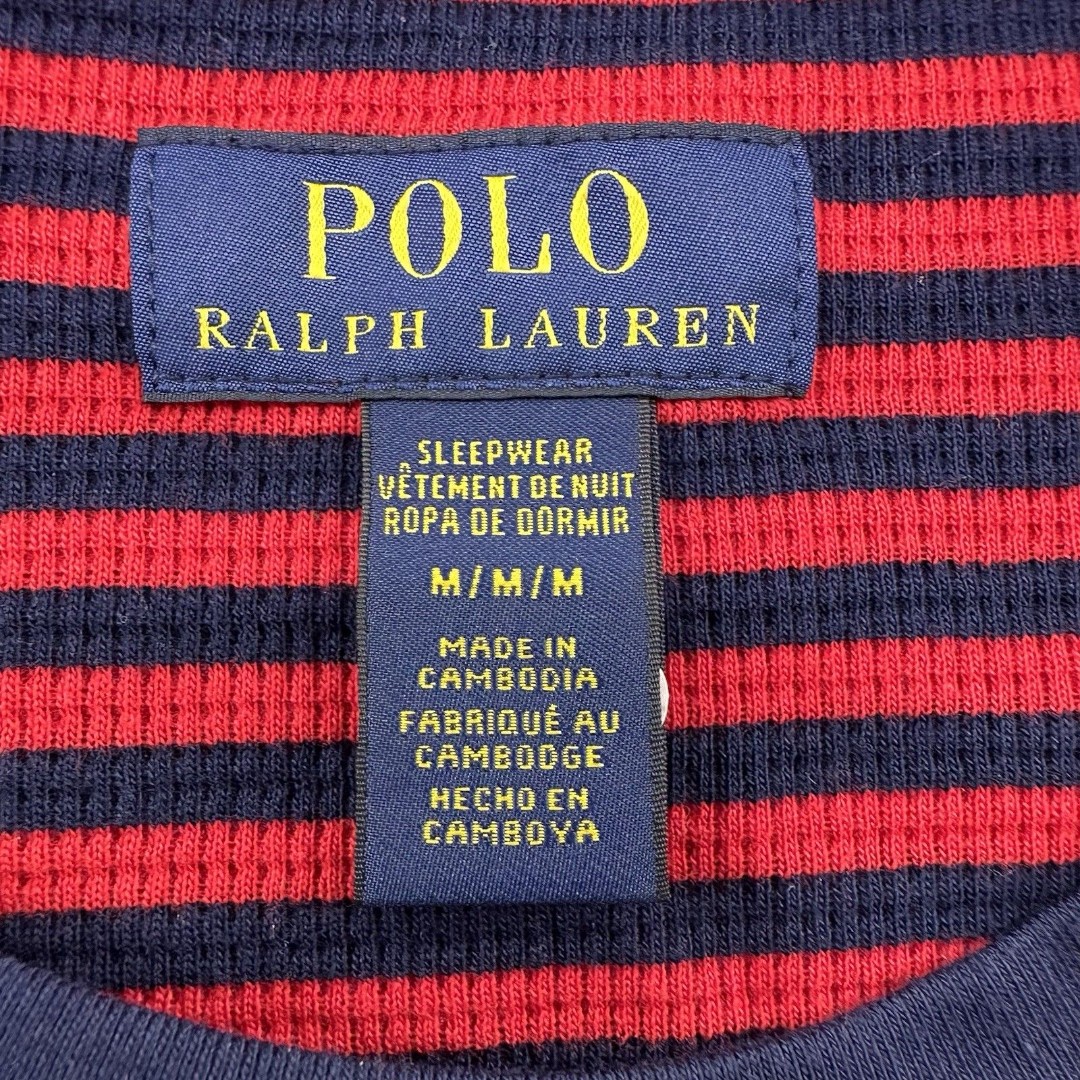 POLO
RALPH LAUREN
SLEEPWEAR
VÊTEMENT DE NUIT
ROPA DE DORMIR
M/M/M
MADE IN
CAMBODIA
FABRIQUÉ AU
CAMBODGE
HECHO EN
CAMBOYA